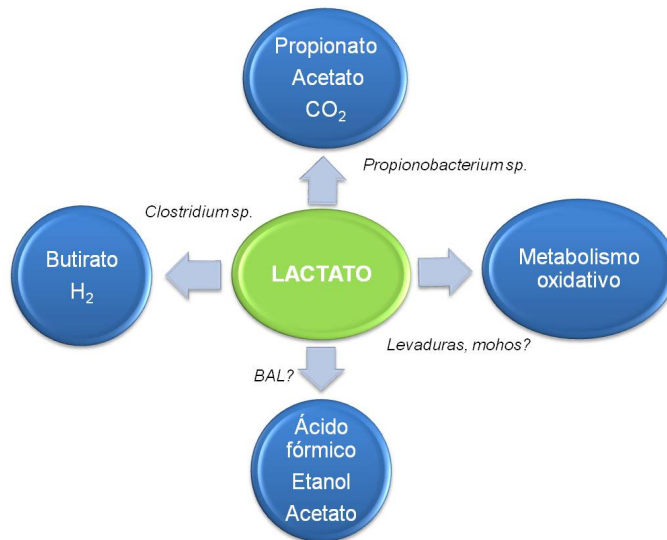 Propionato
Acetato
CO₂
Propionobacterium sp.
Clostridium sp.
Butirato
H₂
LACTATO
Metabolismo
oxidativo
Levaduras, mohos?
BAL?
Ácido
fórmico
Etanol
Acetato